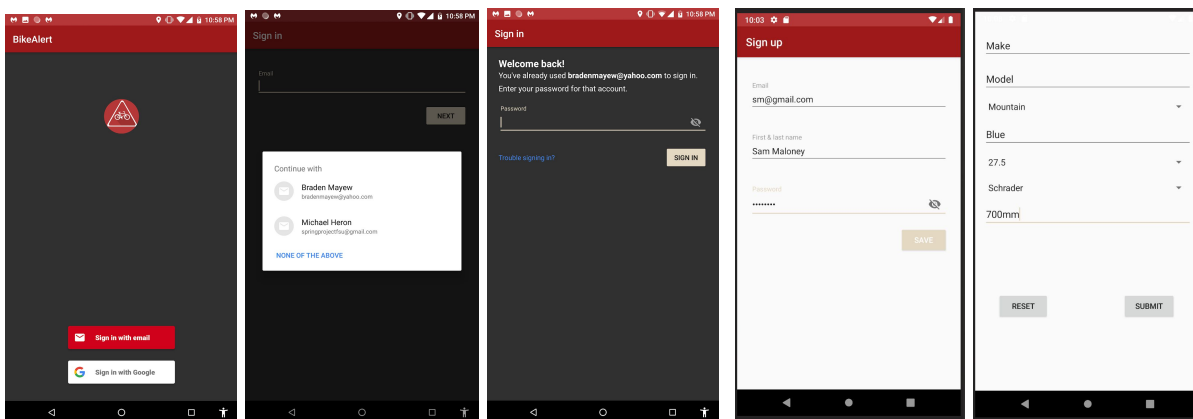 10:58 PM
BikeAlert
Sign in with email
Sign in with Google
10:58 PM
Sign in
Email
NEXT
Continue with
Braden Mayew
bradenmayew@yahoo.com
Michael Heron
springprojectfsu@gmail.com
NONE OF THE ABOVE
10:58 PM
Sign in
Welcome back!
You've already used bradenmayew@yahoo.com to sign in.
Enter your password for that account.
Password
Trouble signing in?
SIGN IN
10:03
Sign up
Email
sm@gmail.com
First & last name
Sam Maloney
Password
••••••••
SAVE
Make
Model
Mountain
Blue
27.5
Schrader
700mm
RESET
SUBMIT